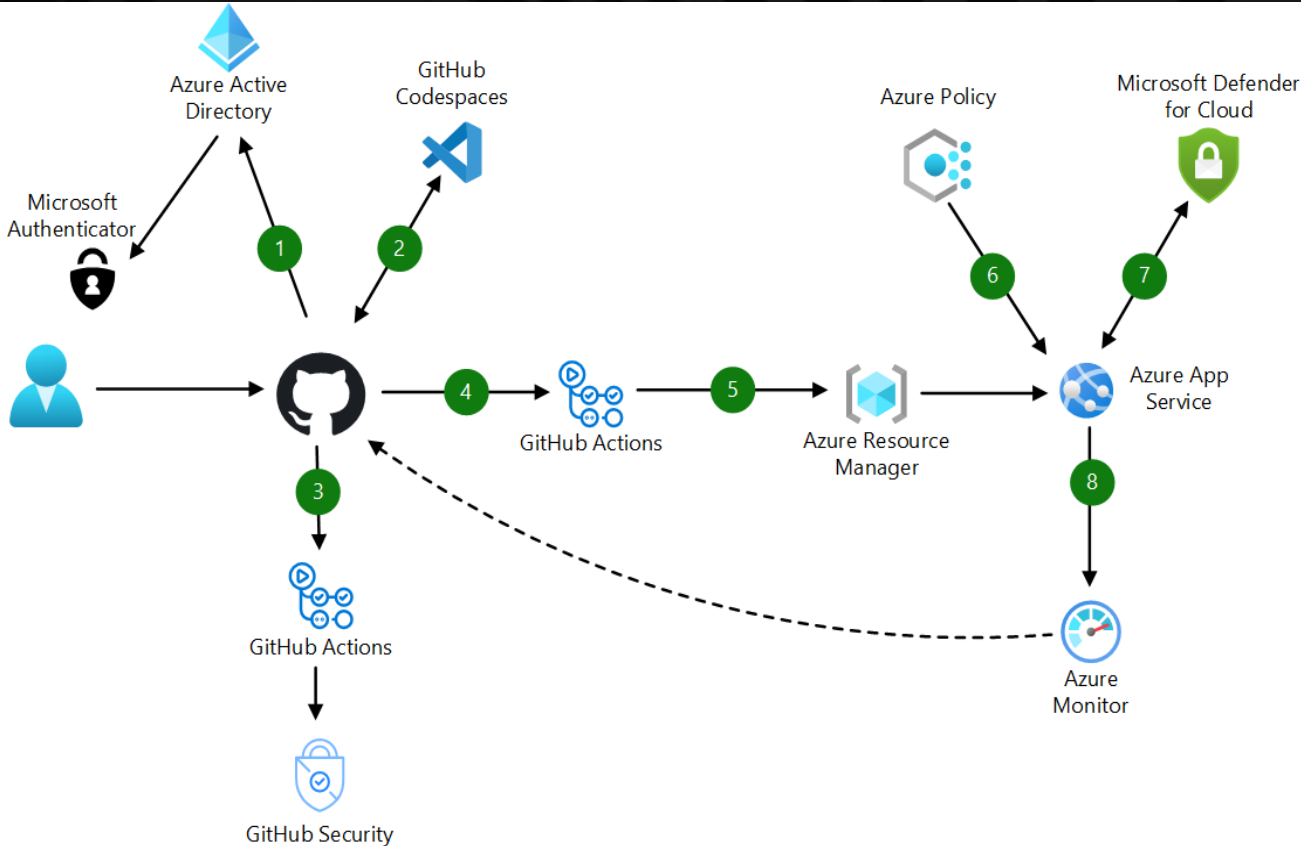 Azure Active
Directory
GitHub
Codespaces
Azure Policy
Microsoft Defender
for Cloud
Microsoft
Authenticator
1
2
6
7
4
GitHub Actions
5
Azure Resource
Manager
Azure App
Service
3
8
GitHub Actions
Azure
Monitor
GitHub Security